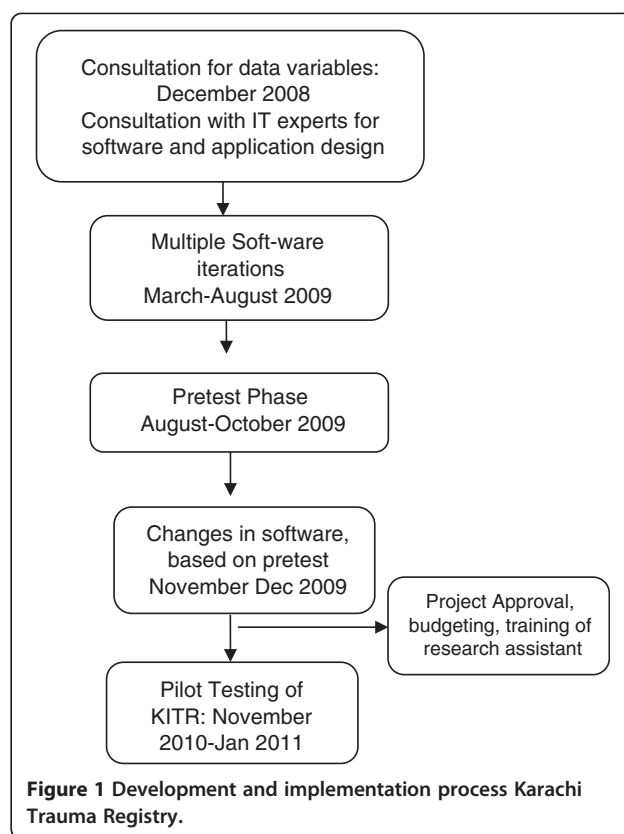 Consultation for data variables:
December 2008
Consultation with IT experts for
software and application design
Multiple Soft-ware
iterations
March-August 2009
Pretest Phase
August-October 2009
Changes in software,
based on pretest
November Dec 2009
Project Approval,
budgeting, training of
research assistant
Pilot Testing of
KITR: November
2010-Jan 2011
Figure 1 Development and implementation process Karachi
Trauma Registry.